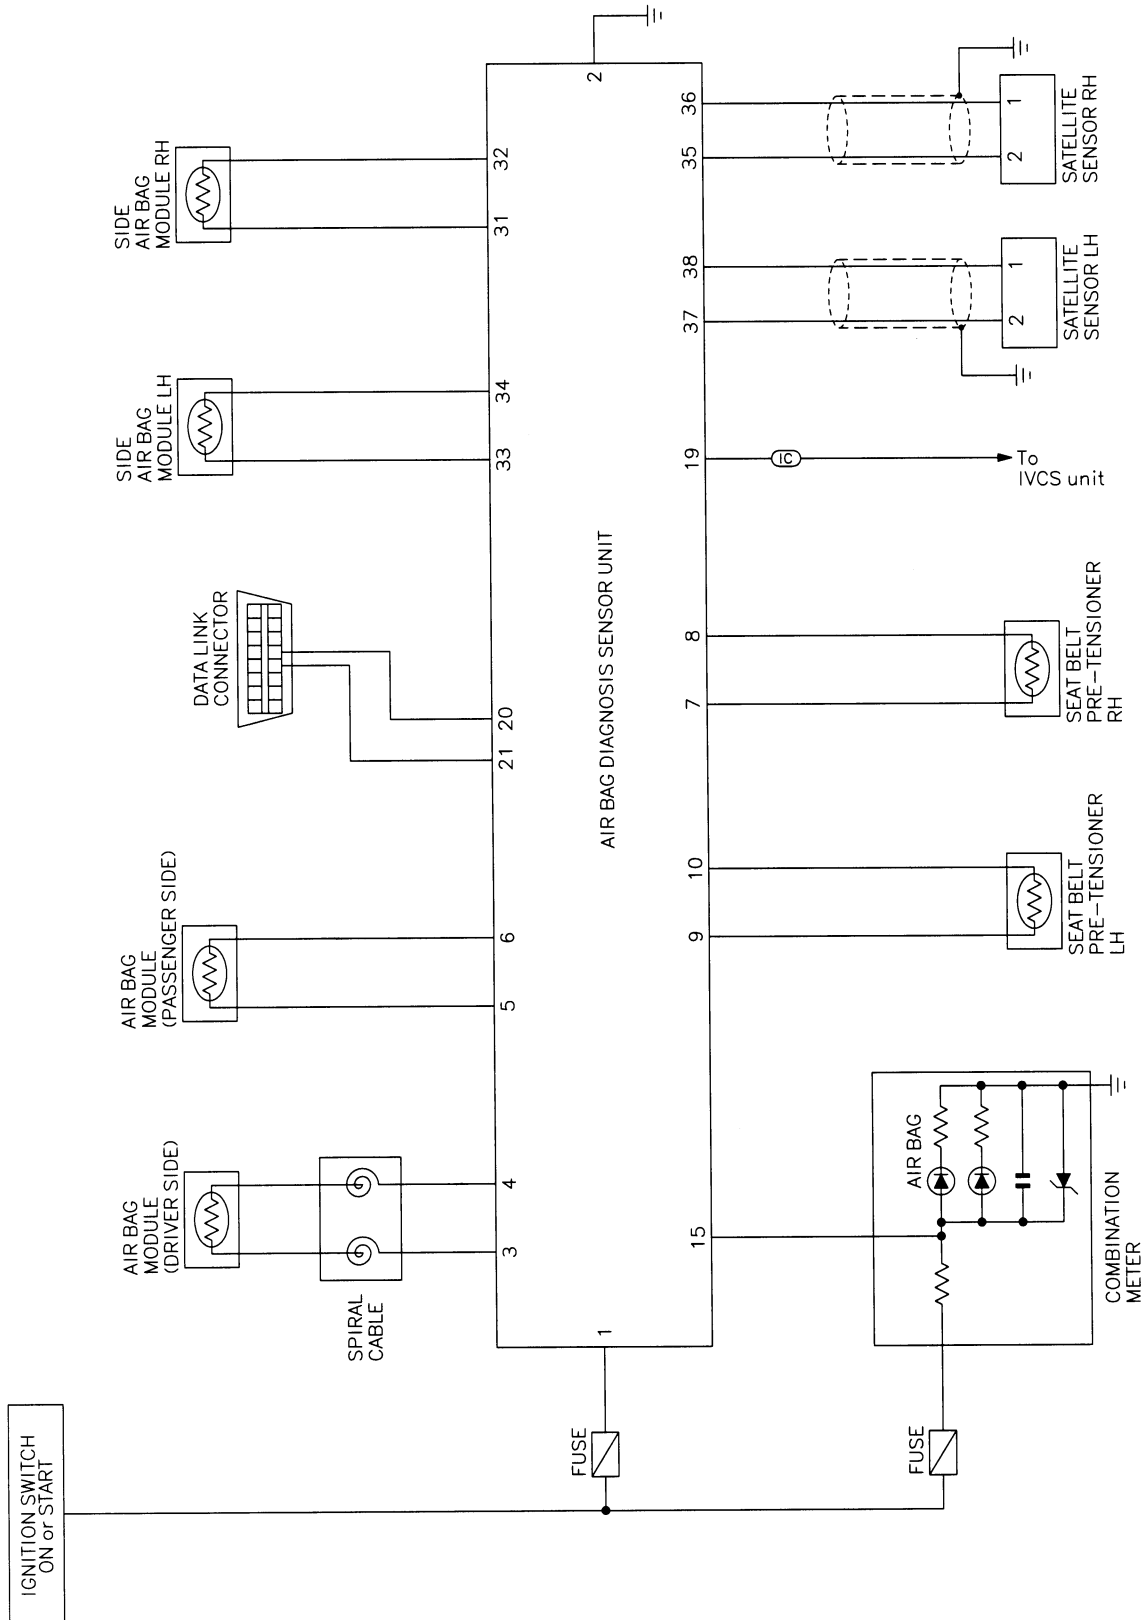 IGNITION SWITCH
ON or START
FUSE
FUSE
AIR BAG
MODULE
(DRIVER SIDE)
SPIRAL
CABLE
3
4
AIR BAG
MODULE
(PASSENGER SIDE)
5
6
DATA LINK
CONNECTOR
21
20
SIDE
AIR BAG
MODULE LH
33
34
SIDE
AIR BAG
MODULE RH
31
32
1
AIR BAG DIAGNOSIS SENSOR UNIT
2
15
AIR BAG
COMBINATION
METER
9
10
SEAT BELT
PRE-TENSIONER
LH
7
8
SEAT BELT
PRE-TENSIONER
RH
19
IC
To
IVCS unit
37
38
2
1
SATELLITE
SENSOR LH
35
36
2
1
SATELLITE
SENSOR RH